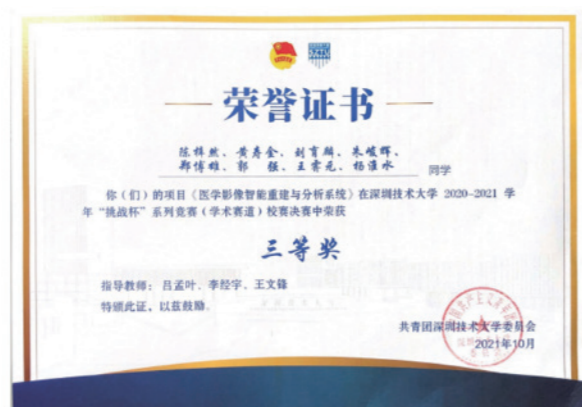 SZTU
荣誉证书
陈梓然、黄寿金、刘育麟、朱峻辉、
郑博雄、郭强、王霁元、杨淮水 同学
你（们）的项目《医学影像智能重建与分析系统》在深圳技术大学 2020-2021 学
年“挑战杯”系列竞赛（学术赛道）校赛决赛中荣获
三等奖
指导教师：吕孟叶、李经宇、王文锋
特颁此证，以兹鼓励。
共青团深圳技术大学委员会
2021年10月